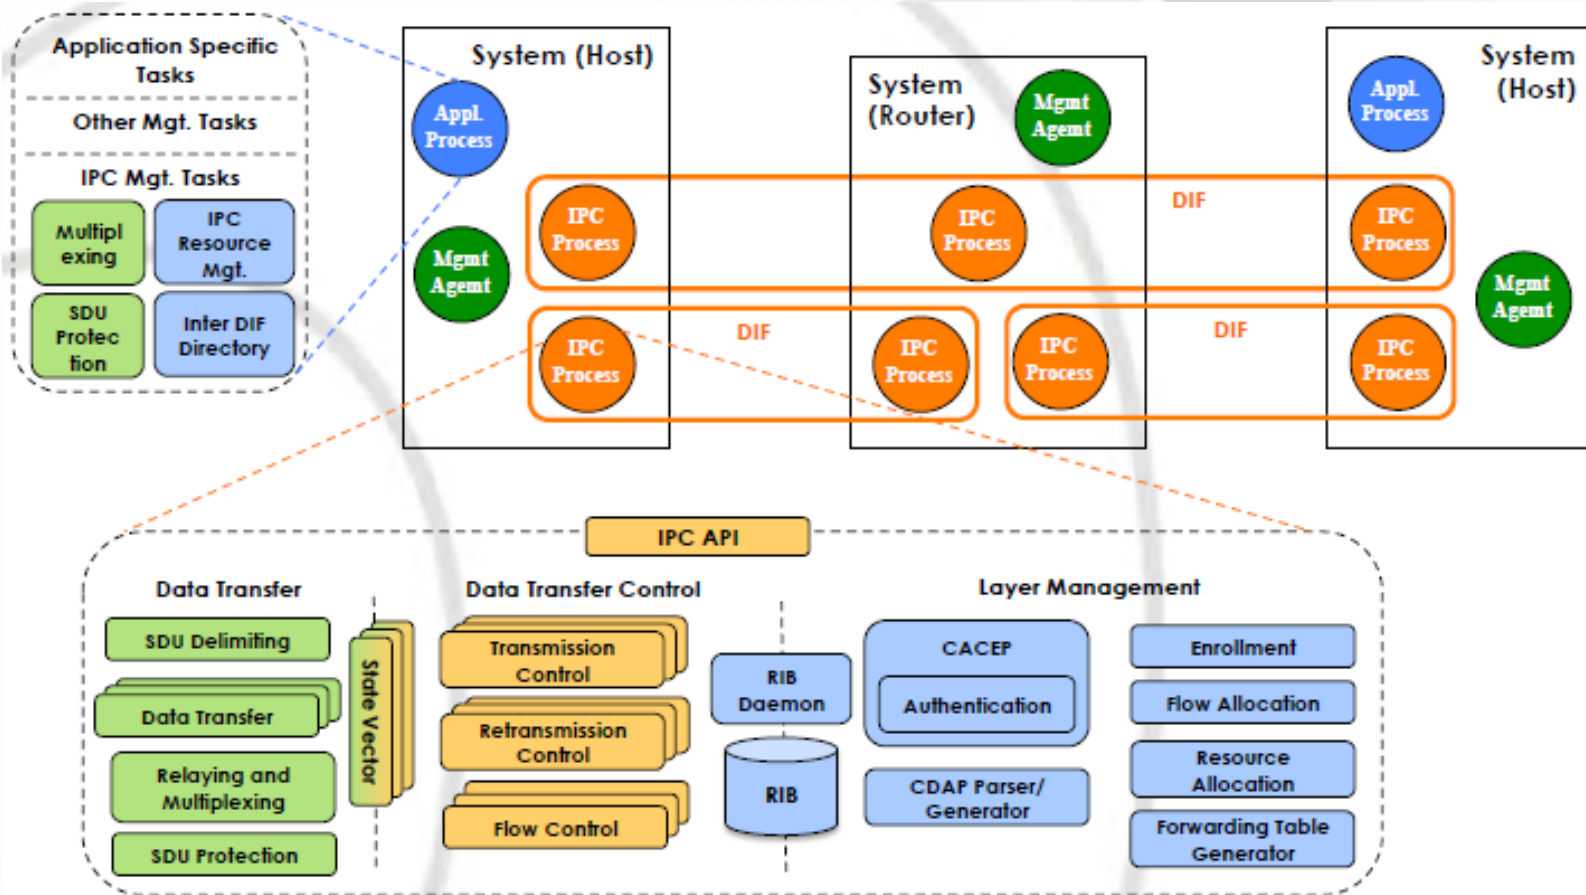 Application Specific
Tasks
Other Mgt. Tasks
IPC Mgt. Tasks
Multipl
exing
IPC
Resource
Mgt.
SDU
Protec
tion
Inter DIF
Directory
System (Host)
Appl.
Process
Mgmt
Agemt
IPC
Process
IPC
Process
System
(Router)
Mgmt
Agemt
IPC
Process
IPC
Process
IPC
Process
DIF
DIF
DIF
System
(Host)
Appl.
Process
IPC
Process
Mgmt
Agemt
IPC
Process
IPC API
Data Transfer
SDU Delimiting
Data Transfer
Relaying and
Multiplexing
SDU Protection
State Vector
Data Transfer Control
Transmission
Control
Retransmission
Control
Flow Control
RIB
Daemon
RIB
Layer Management
CACEP
Authentication
CDAP Parser/
Generator
Enrollment
Flow Allocation
Resource
Allocation
Forwarding Table
Generator